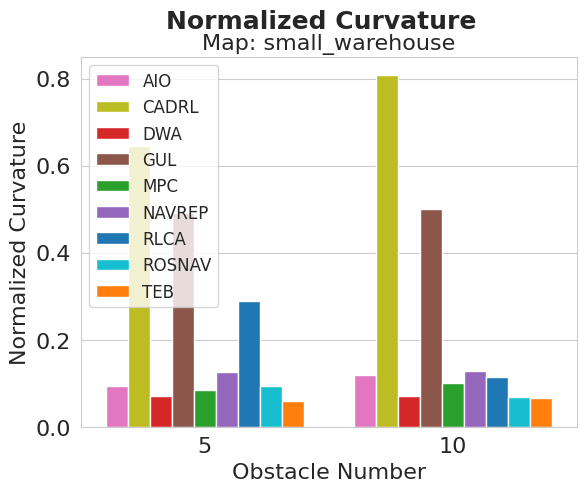 Normalized Curvature
Map: small_warehouse
Normalized Curvature
0.8
0.6
0.4
0.2
0.0
AIO
CADRL
DWA
GUL
MPC
NAVREP
RLCA
ROSNAV
TEB
5 10
Obstacle Number